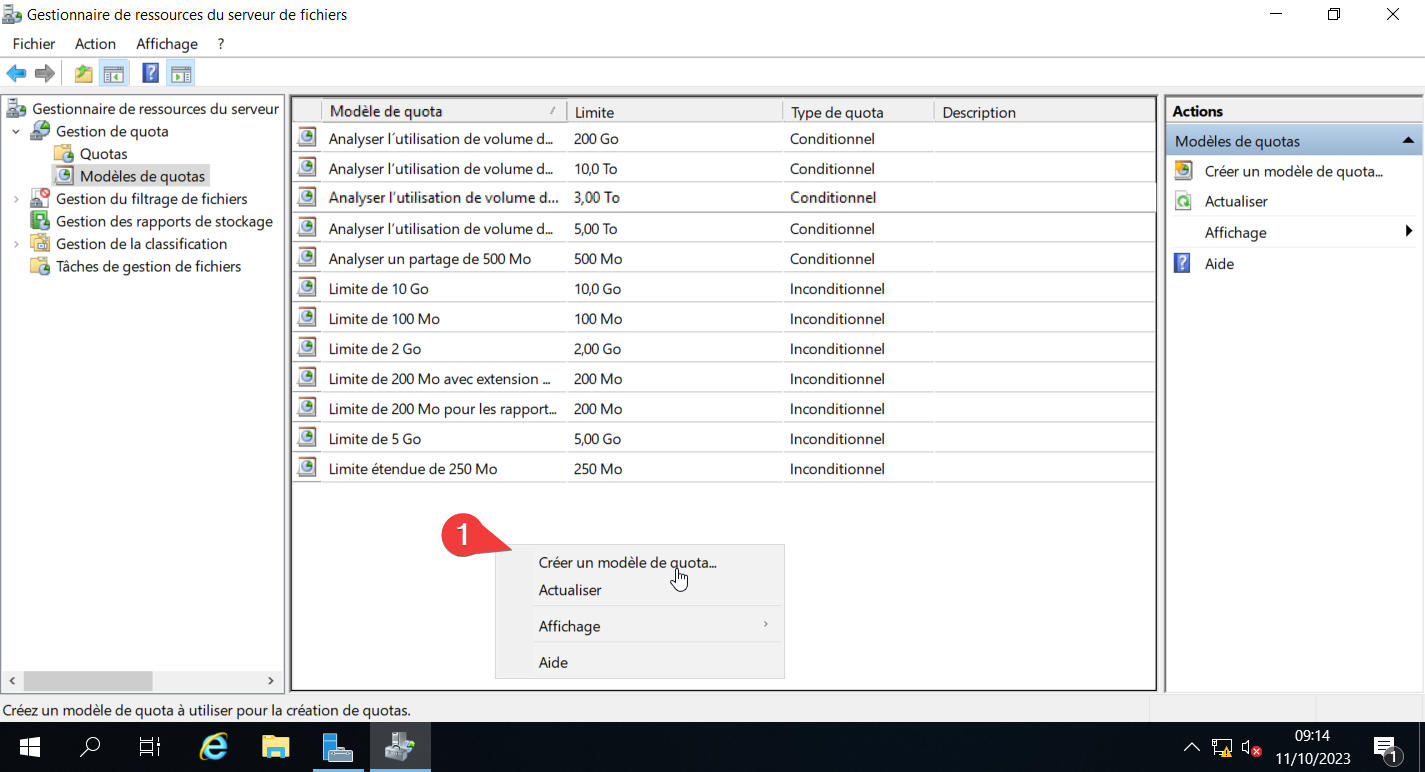 Gestionnaire de ressources du serveur de fichiers
Fichier Action Affichage ?
Gestionnaire de ressources du serveur
Gestion de quota
Quotas
Modèles de quotas
Gestion du filtrage de fichiers
Gestion des rapports de stockage
Gestion de la classification
Tâches de gestion de fichiers
Modèle de quota Limite Type de quota Description
Analyser l'utilisation de volume d... 200 Go Conditionnel
Analyser l'utilisation de volume d... 10,0 To Conditionnel
Analyser l'utilisation de volume d... 3,00 To Conditionnel
Analyser l'utilisation de volume d... 5,00 To Conditionnel
Analyser un partage de 500 Mo 500 Mo Conditionnel
Limite de 10 Go 10,0 Go Inconditionnel
Limite de 100 Mo 100 Mo Inconditionnel
Limite de 2 Go 2,00 Go Inconditionnel
Limite de 200 Mo avec extension ... 200 Mo Inconditionnel
Limite de 200 Mo pour les rapport... 200 Mo Inconditionnel
Limite de 5 Go 5,00 Go Inconditionnel
Limite étendue de 250 Mo 250 Mo Inconditionnel
1
Créer un modèle de quota...
Actualiser
Affichage
Aide
Actions
Modèles de quotas
Créer un modèle de quota...
Actualiser
Affichage
Aide
Créez un modèle de quota à utiliser pour la création de quotas.
09:14
11/10/2023
1